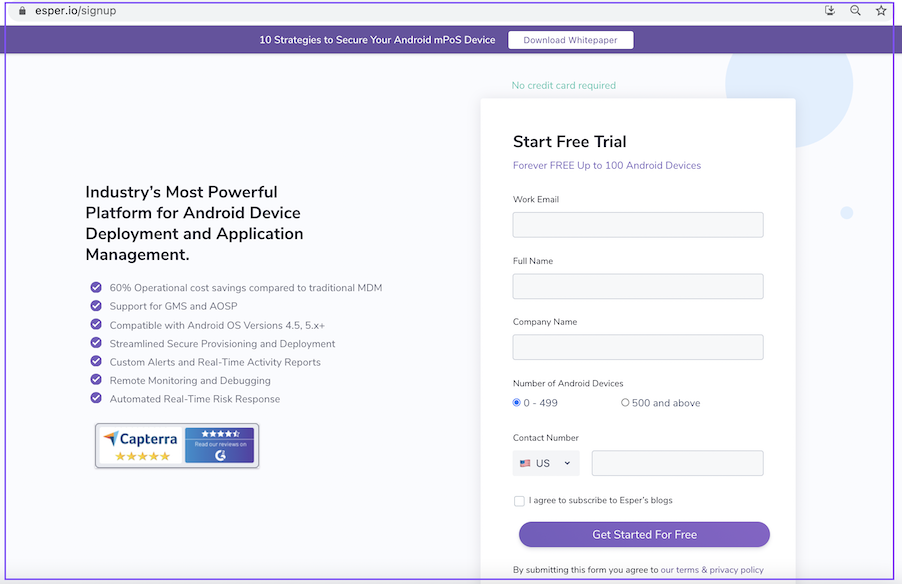 esper.io/signup
10 Strategies to Secure Your Android mPoS Device Download Whitepaper
No credit card required
Start Free Trial
Forever FREE Up to 100 Android Devices
Work Email
Full Name
Company Name
Number of Android Devices
0 - 499 500 and above
Contact Number
US
I agree to subscribe to Esper's blogs
Get Started For Free
By submitting this form you agree to our terms & privacy policy
Industry's Most Powerful
Platform for Android Device
Deployment and Application
Management.
60% Operational cost savings compared to traditional MDM
Support for GMS and AOSP
Compatible with Android OS Versions 4.5, 5.x+
Streamlined Secure Provisioning and Deployment
Custom Alerts and Real-Time Activity Reports
Remote Monitoring and Debugging
Automated Real-Time Risk Response
Capterra
Read our reviews on
G2